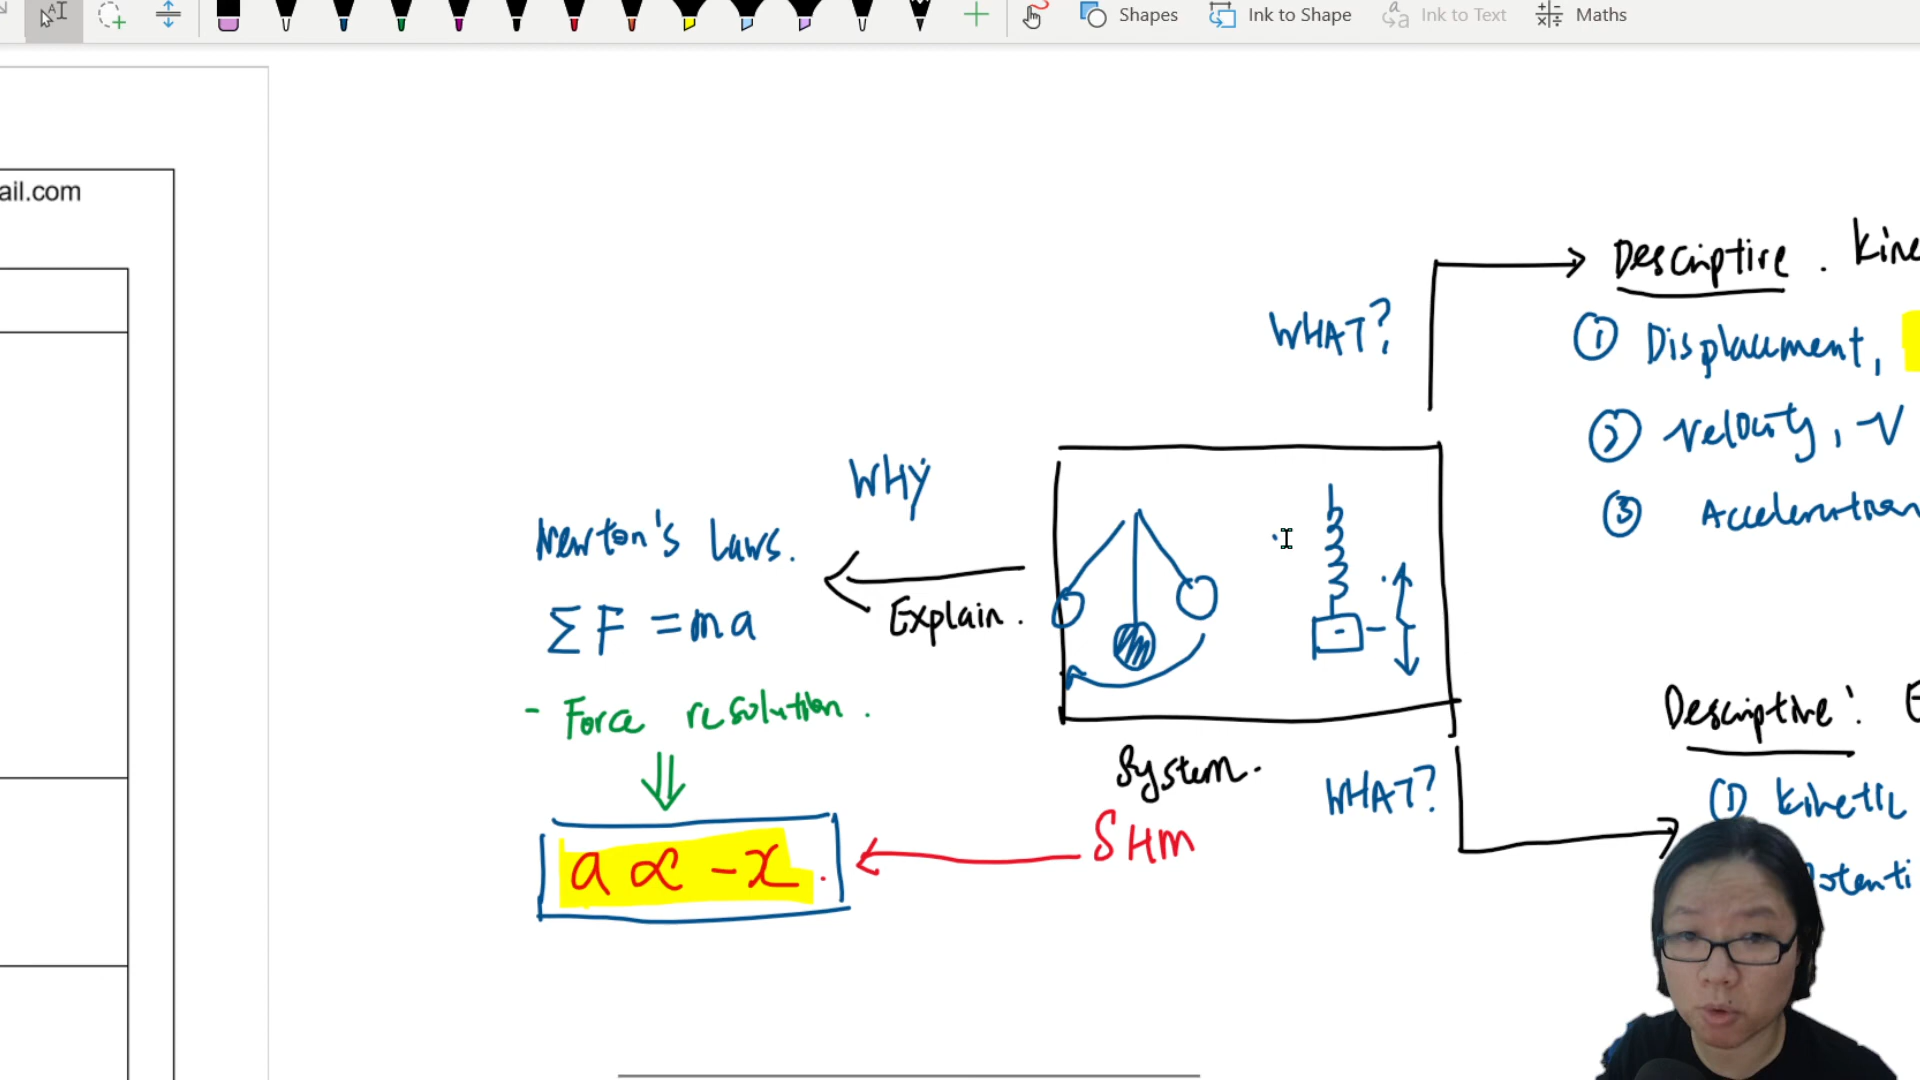 Shapes
Ink to Shape
Ink to Text
Maths
ail.com
Descriptive . Kine
WHAT?
① Displacement,
② Velocity, v
③ Acceleration
WHY
Newton's Laws.
ΣF = ma
Explain .
- Force resolution .
System.
SHM
a ∝ -x .
WHAT?
Descriptive :
① Kinetic
otenti